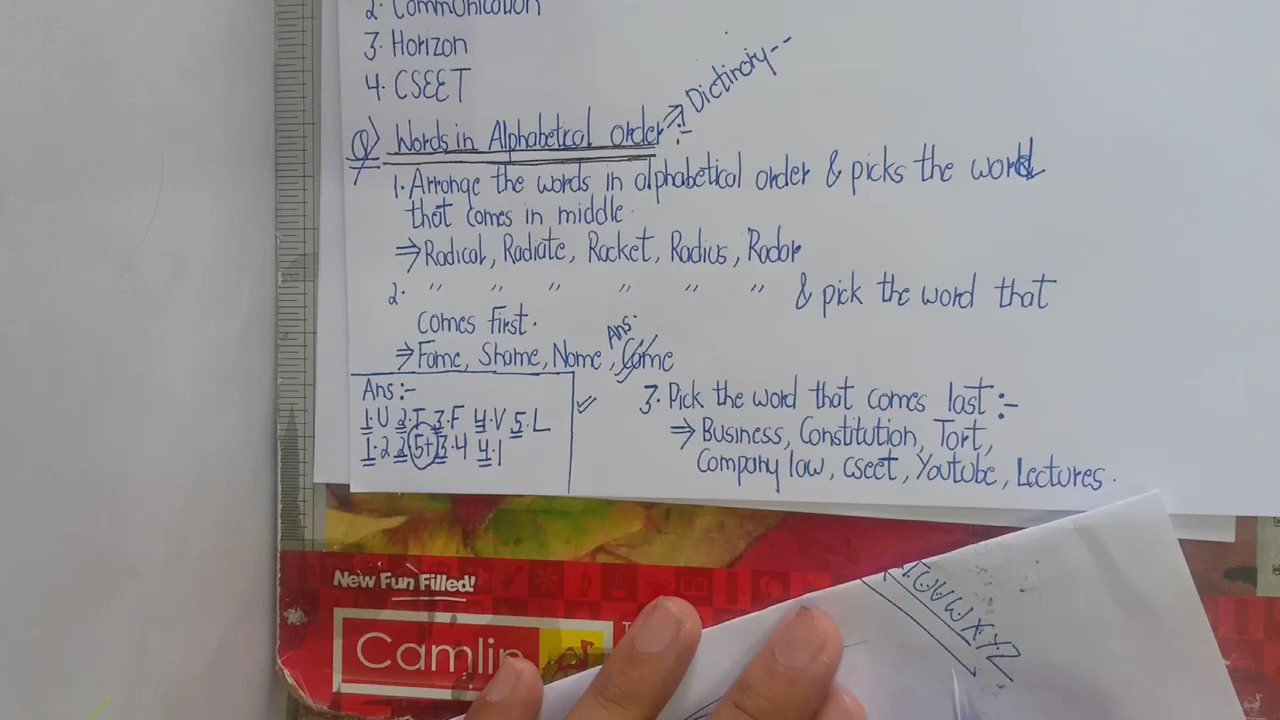 2. Communication
3. Horizon
4. CSEET
Q) Words in Alphabetical order :- ⇒ Dictinory--
1. Arrange the words in alphabetical order & picks the word
that comes in middle.
⇒ Radical, Radiate, Racket, Radius, Radar
2. " " " " " " & pick the word that
comes first.
⇒ Fame, Shame, Name, Came Ans.
Ans :-
1. U 2. T 3. F 4. V 5. L
1. 2 2 5+ 3. 4 4. 1
3. Pick the word that comes last :-
⇒ Business, Constitution, Tort,
Company law, cseet, Youtube, Lectures.
New Fun Filled!
Camlin
TUVWXYZ